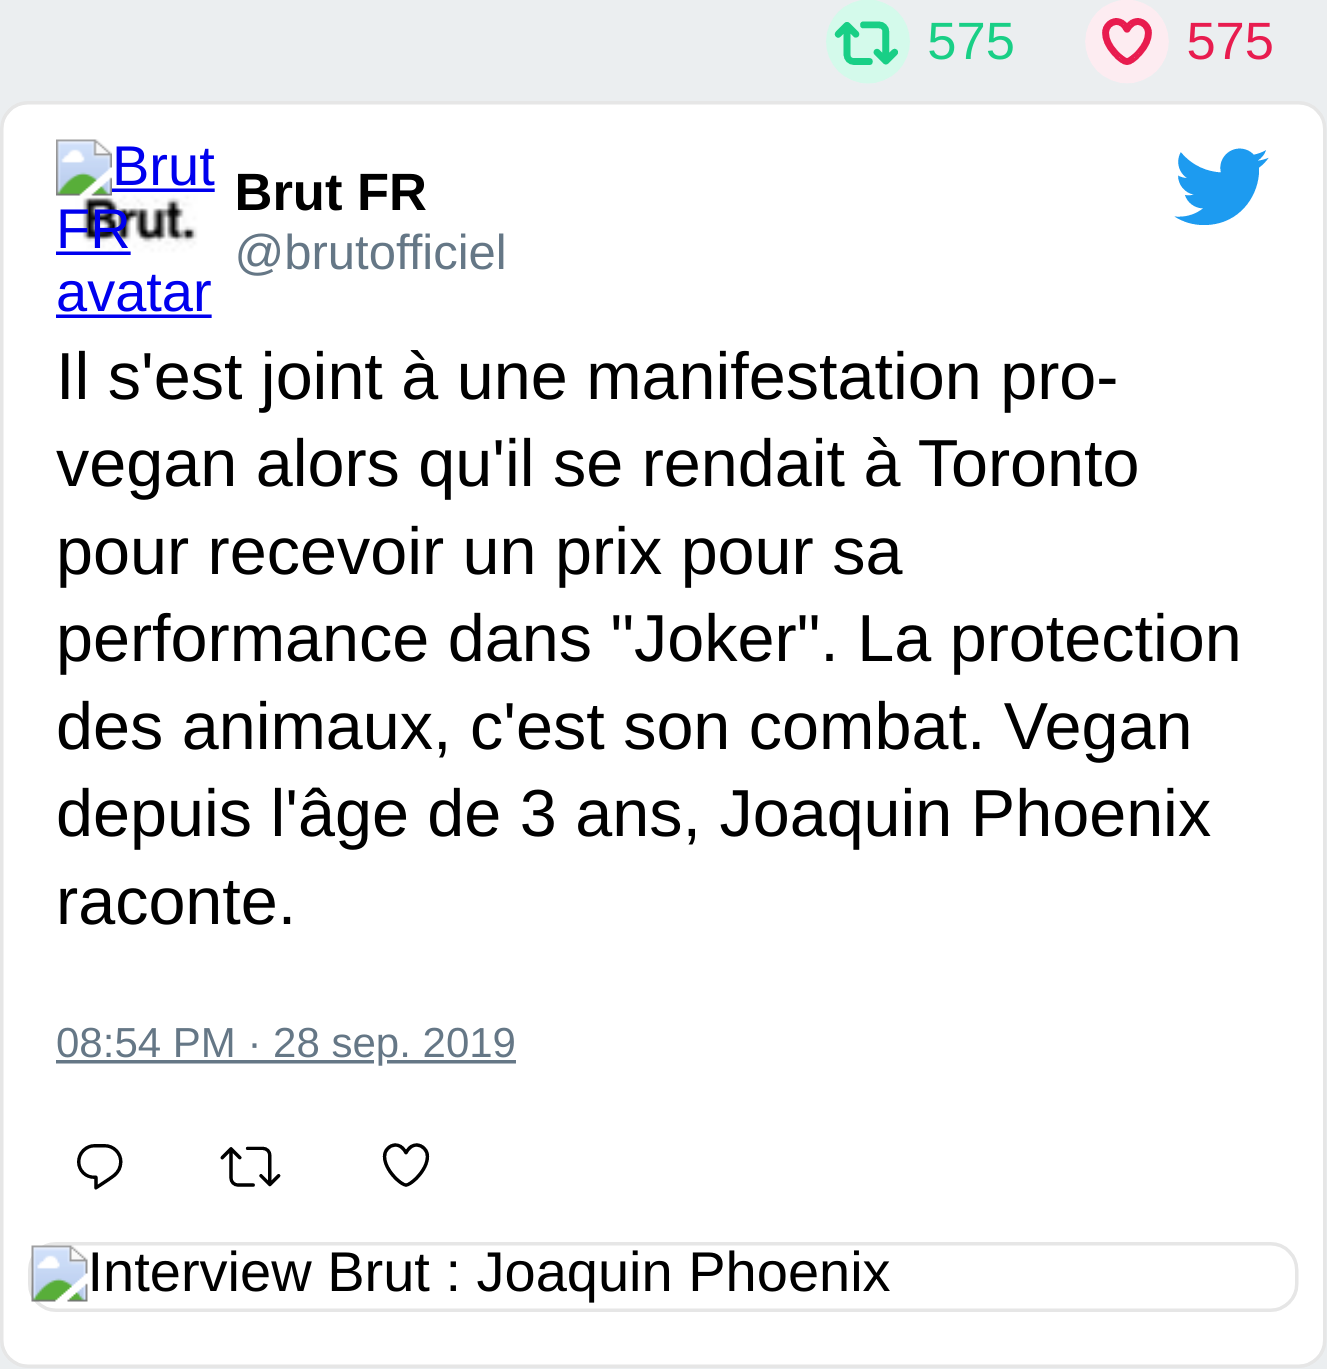 575 575
Brut
FR
avatar
Brut.
Brut FR
@brutofficiel
Il s'est joint à une manifestation pro-
vegan alors qu'il se rendait à Toronto
pour recevoir un prix pour sa
performance dans "Joker". La protection
des animaux, c'est son combat. Vegan
depuis l'âge de 3 ans, Joaquin Phoenix
raconte.
08:54 PM · 28 sep. 2019
Interview Brut : Joaquin Phoenix